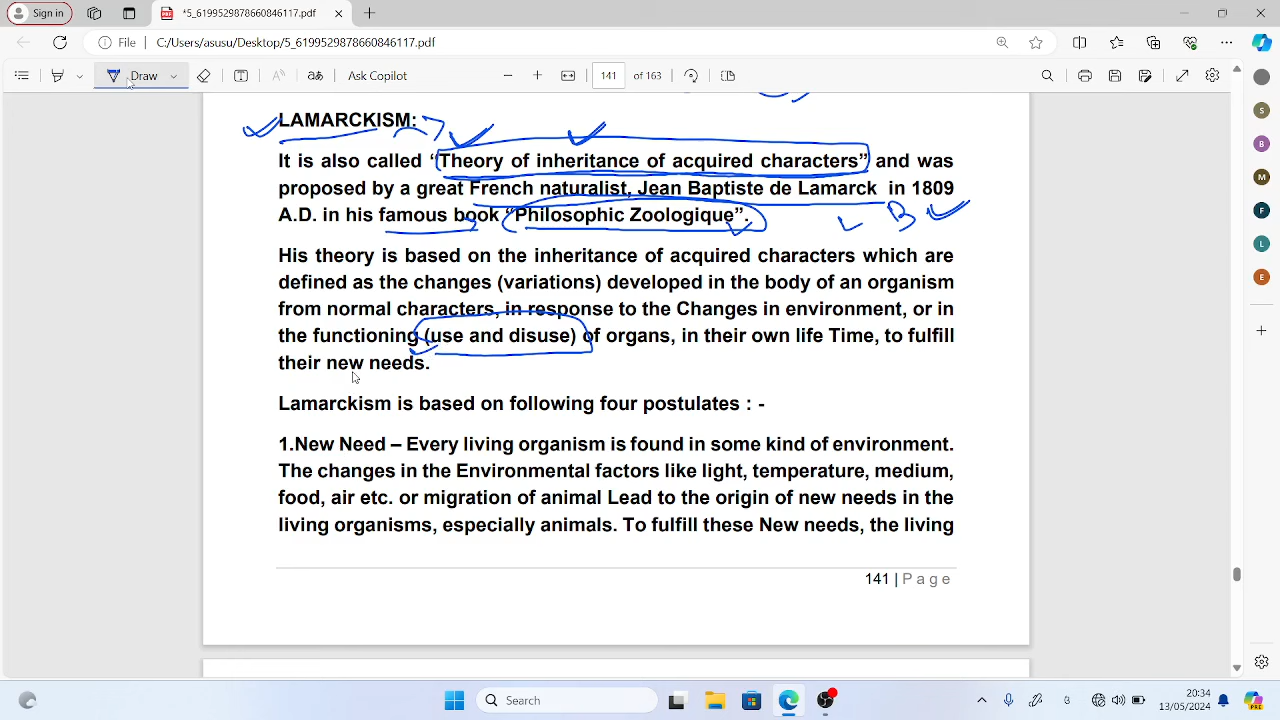 Sign in
*5_6199529878660846117.pdf
File C:/Users/asusu/Desktop/5_6199529878660846117.pdf
Draw
Ask Copilot
141 of 163
LAMARCKISM:
It is also called “Theory of inheritance of acquired characters” and was
proposed by a great French naturalist, Jean Baptiste de Lamarck in 1809
A.D. in his famous book “Philosophic Zoologique”.
B
His theory is based on the inheritance of acquired characters which are
defined as the changes (variations) developed in the body of an organism
from normal characters, in response to the Changes in environment, or in
the functioning (use and disuse) of organs, in their own life Time, to fulfill
their new needs.
Lamarckism is based on following four postulates : -
1.New Need – Every living organism is found in some kind of environment.
The changes in the Environmental factors like light, temperature, medium,
food, air etc. or migration of animal Lead to the origin of new needs in the
living organisms, especially animals. To fulfill these New needs, the living
141 | P a g e
S
B
M
F
L
E
Search
20:34
13/05/2024